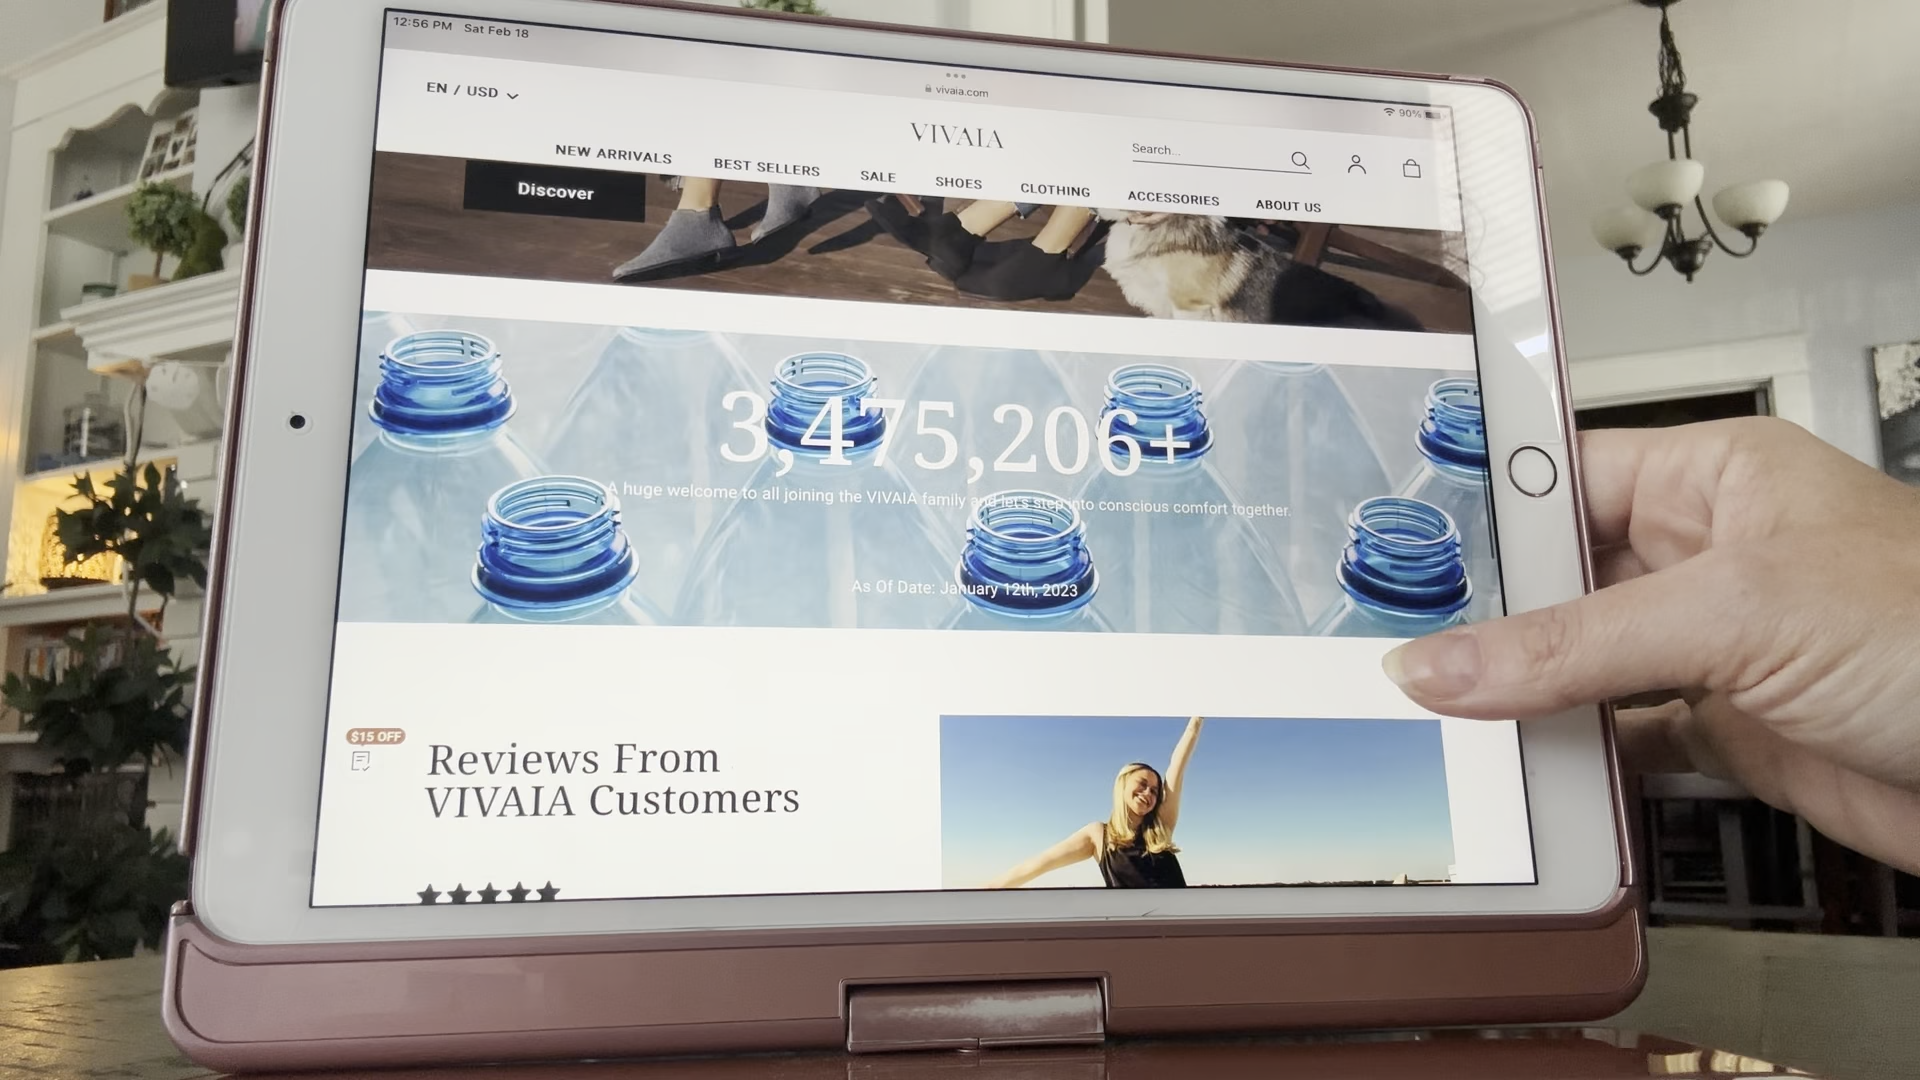 12:56 PM Sat Feb 18
vivaia.com
90%
EN / USD
VIVAIA
Search...
NEW ARRIVALS BEST SELLERS SALE SHOES CLOTHING ACCESSORIES ABOUT US
Discover
3,475,206+
A huge welcome to all joining the VIVAIA family and let's step into conscious comfort together.
As Of Date: January 12th, 2023
$15 OFF
Reviews From
VIVAIA Customers